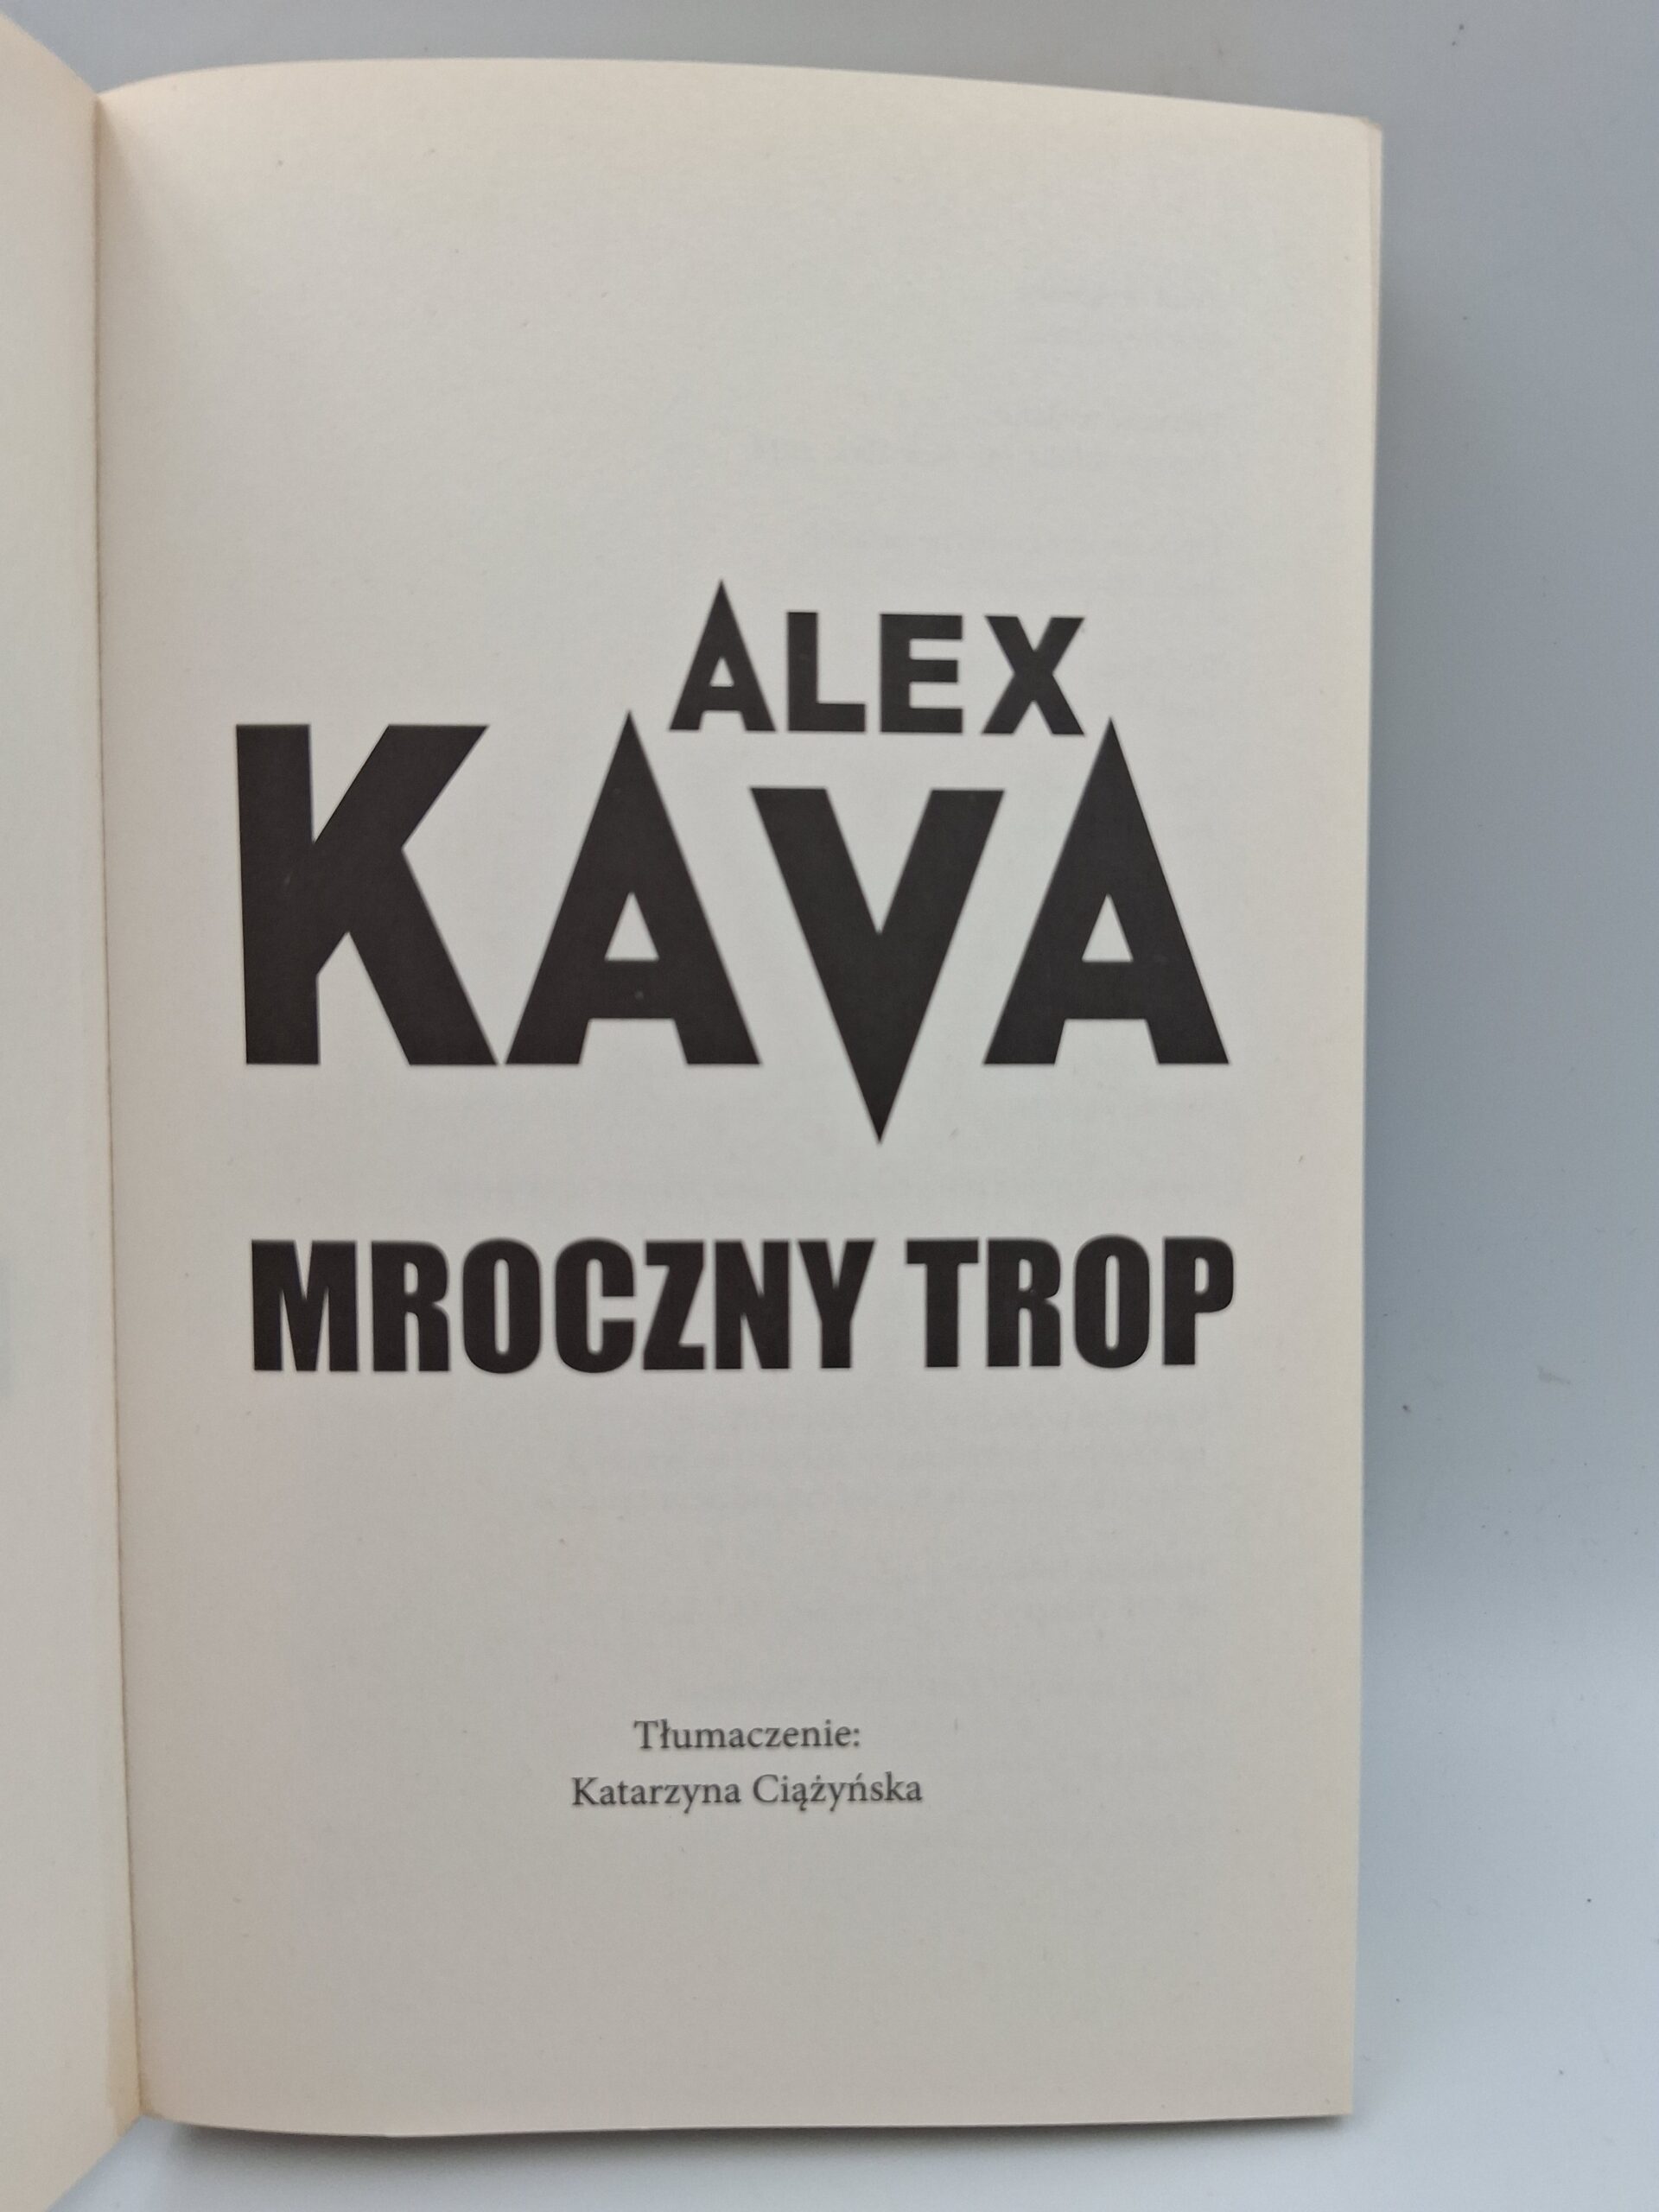 ALEX
KAVA
MROCZNY TROP
Tłumaczenie:
Katarzyna Ciążyńska